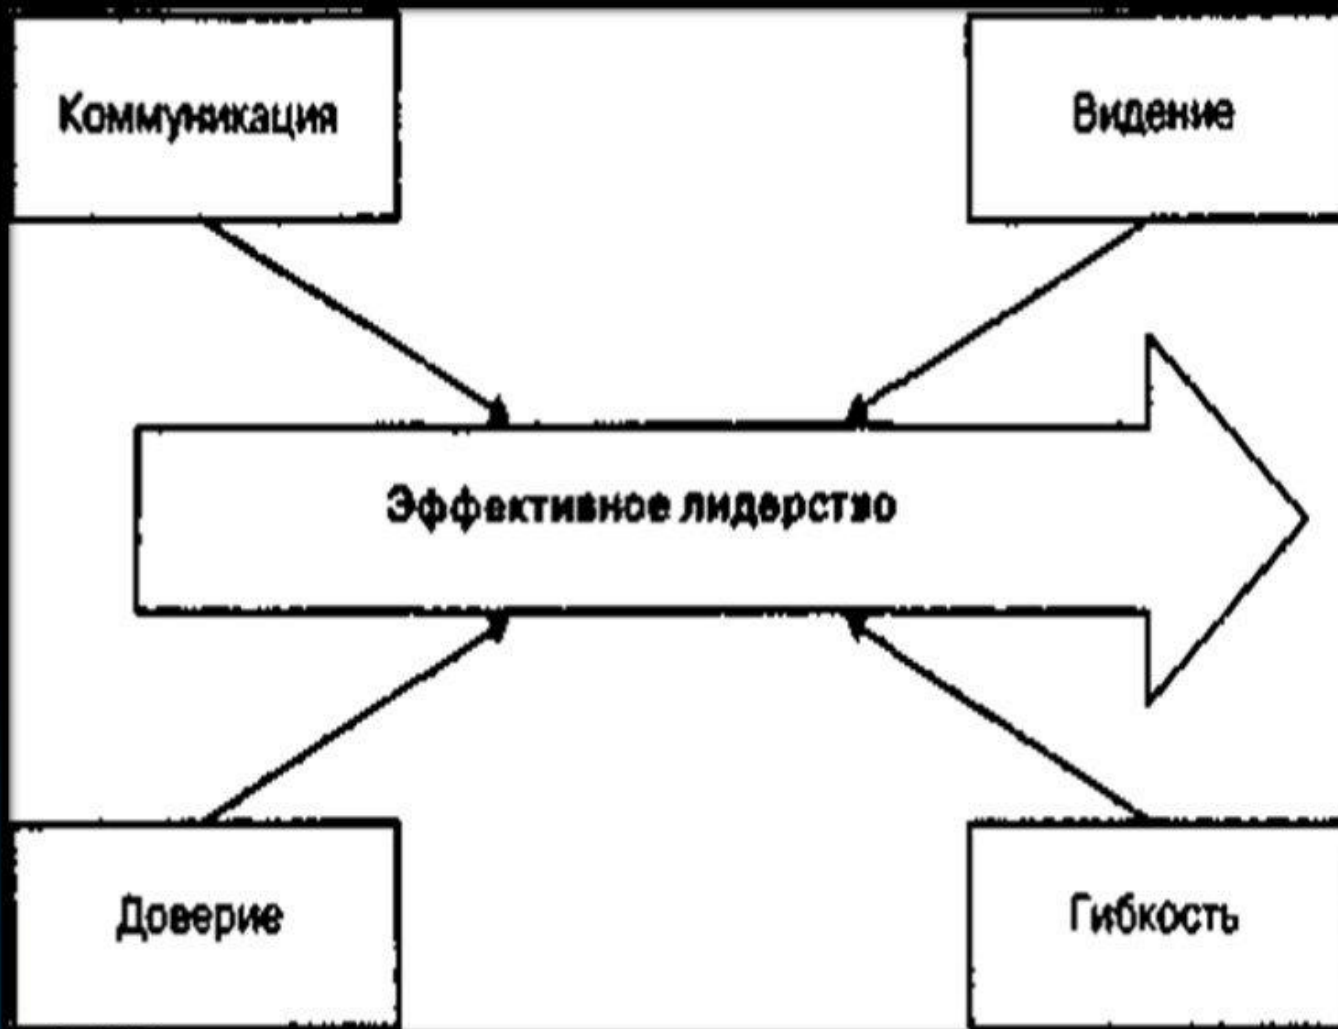 Коммуникация
Видение
Эффективное лидерство
Доверие
Гибкость